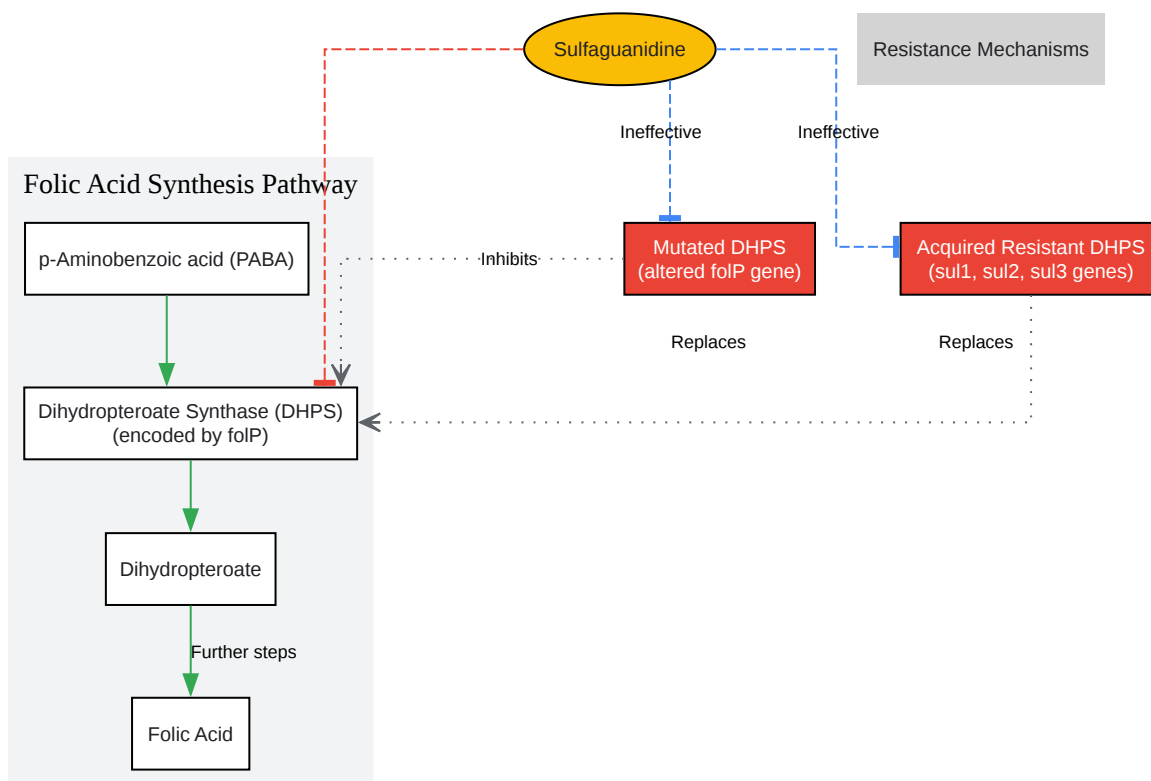 Sulfaguanidine
Resistance Mechanisms
Ineffective
Ineffective
Folic Acid Synthesis Pathway
p-Aminobenzoic acid (PABA)
Inhibits
Mutated DHPS
(altered folP gene)
Acquired Resistant DHPS
(sul1, sul2, sul3 genes)
Replaces
Replaces
Dihydropteroate Synthase (DHPS)
(encoded by folP)
Dihydropteroate
Further steps
Folic Acid